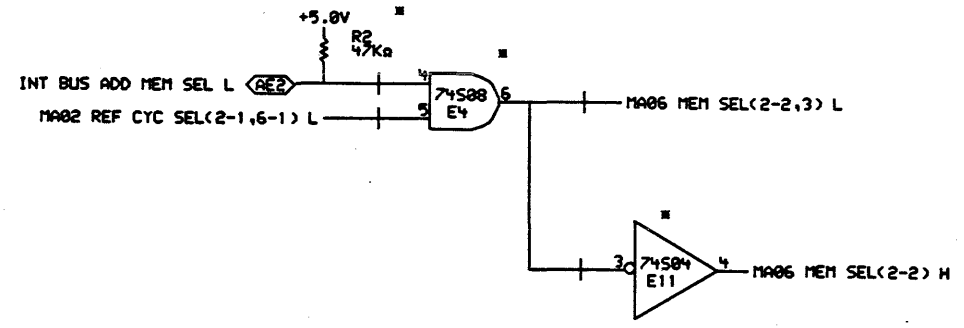 +5.0V
R2
47KΩ
INT BUS ADD MEM SEL L AE2
4
74S08
6
E4
5
MA02 REF CYC SEL(2-1,6-1) L
MA06 MEM SEL(2-2,3) L
3
74S04
4
E11
MA06 MEM SEL(2-2) H